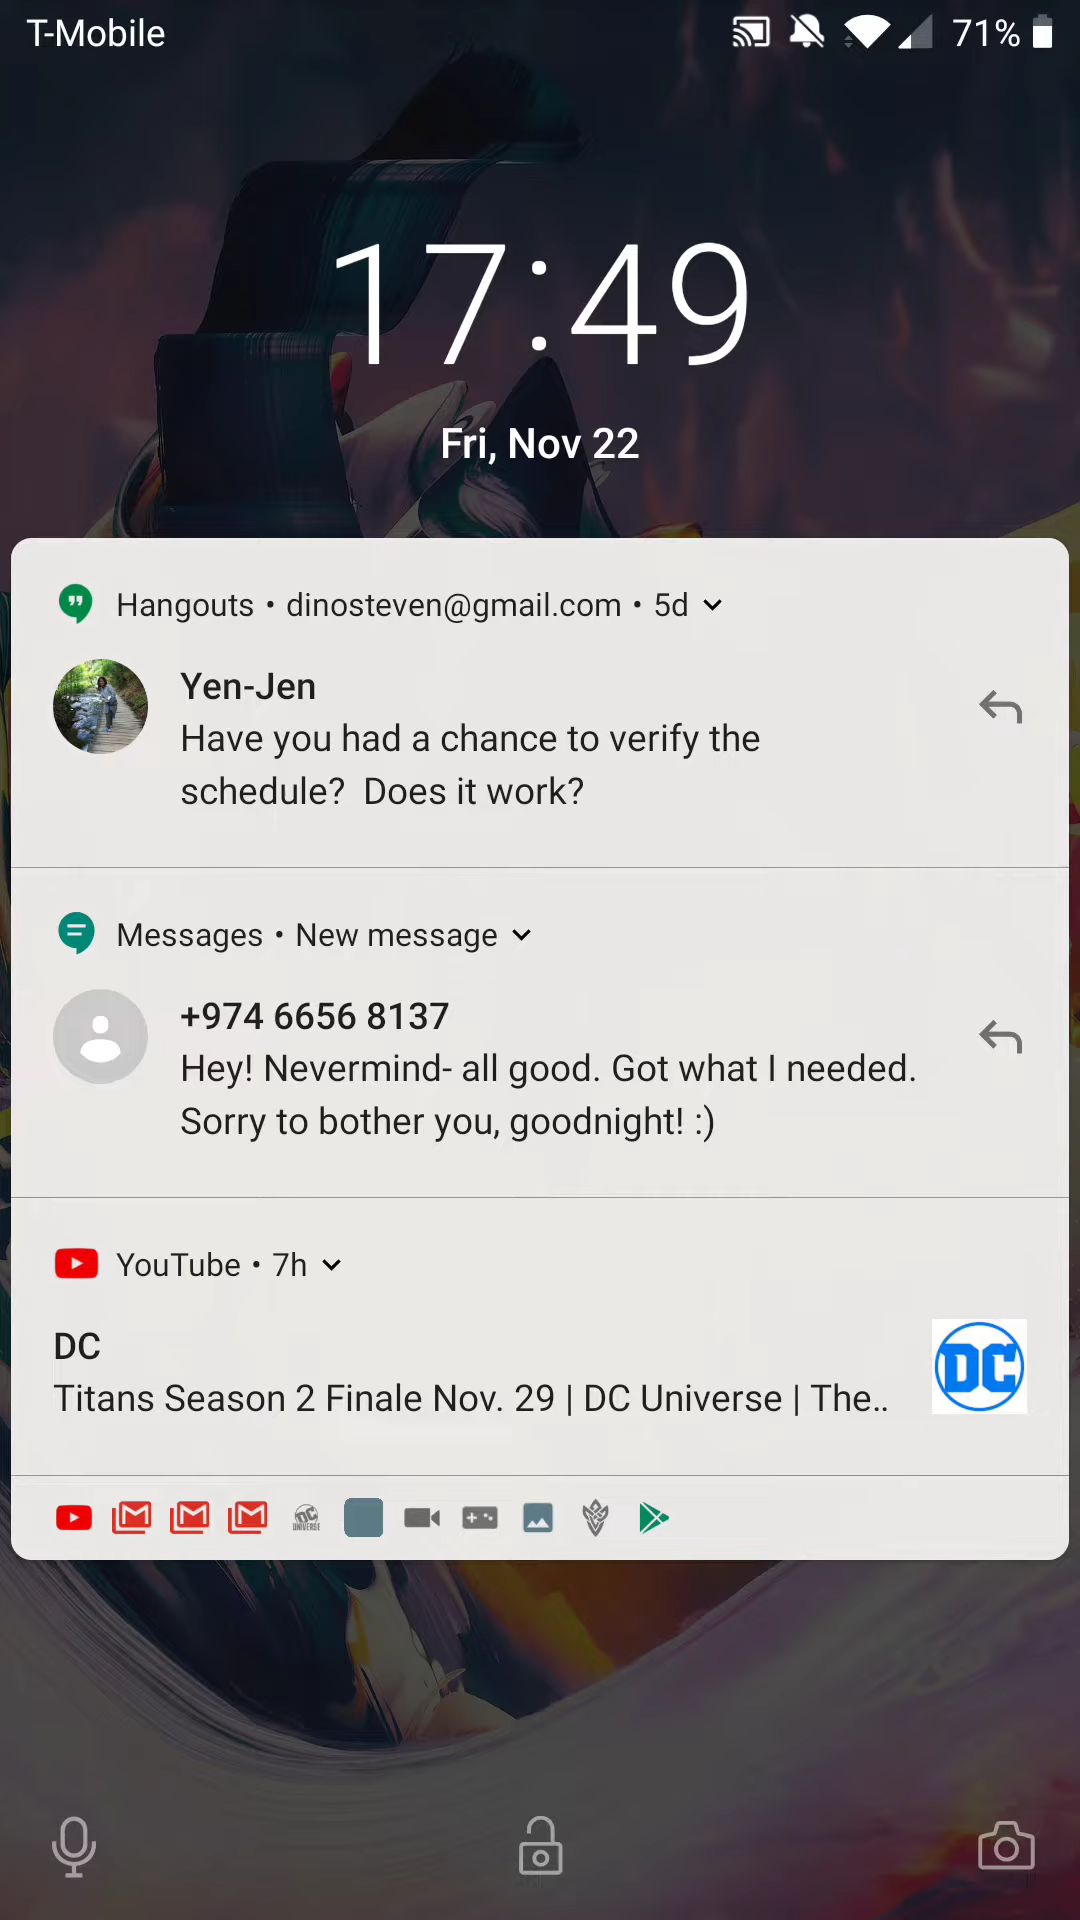 T-Mobile 71%
17:49
Fri, Nov 22
Hangouts • dinosteven@gmail.com • 5d
Yen-Jen
Have you had a chance to verify the
schedule?  Does it work?
Messages • New message
+974 6656 8137
Hey! Nevermind- all good. Got what I needed.
Sorry to bother you, goodnight! :)
YouTube • 7h
DC
Titans Season 2 Finale Nov. 29 | DC Universe | The..
DC
DC
UNIVERSE